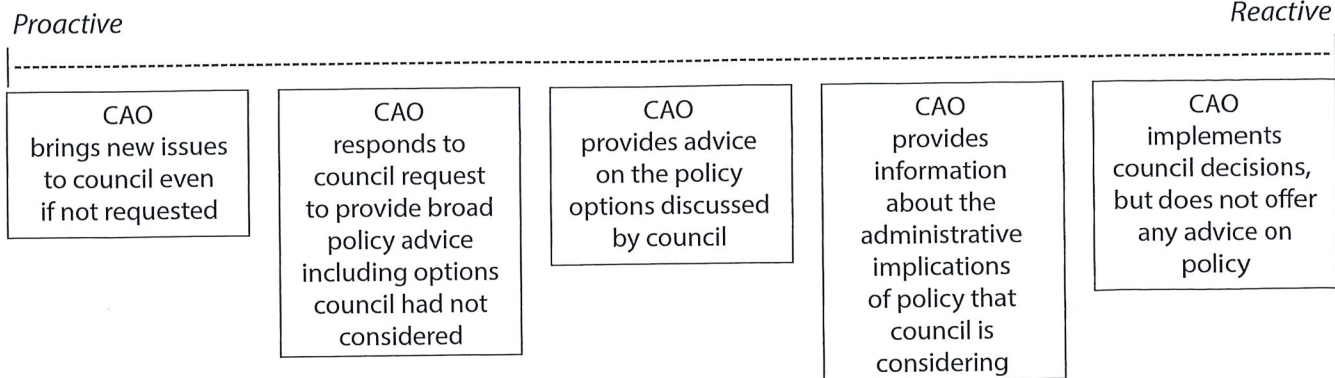 Proactive
Reactive
CAO
brings new issues
to council even
if not requested
CAO
responds to
council request
to provide broad
policy advice
including options
council had not
considered
CAO
provides advice
on the policy
options discussed
by council
CAO
provides
information
about the
administrative
implications
of policy that
council is
considering
CAO
implements
council decisions,
but does not offer
any advice on
policy